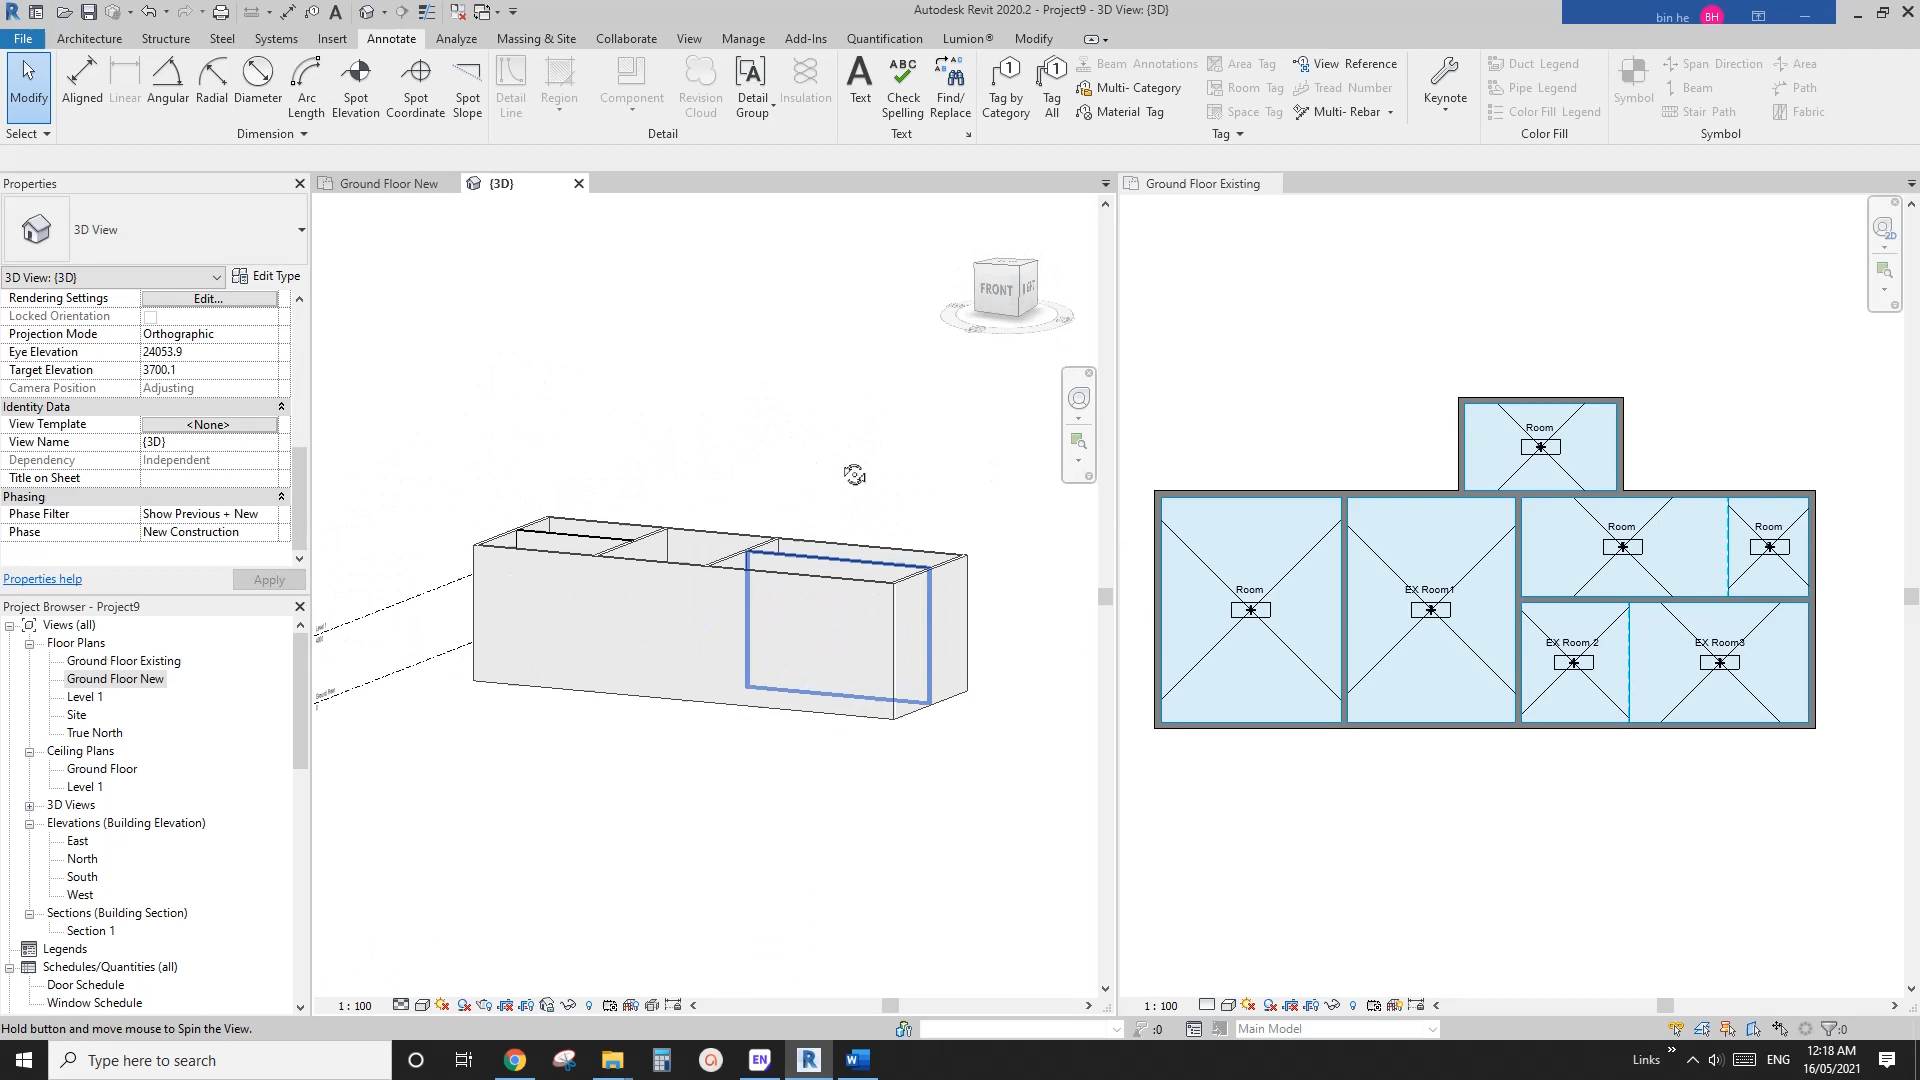 Autodesk Revit 2020.2 - Project9 - 3D View: {3D}
bin he BH
File Architecture Structure Steel Systems Insert Annotate Analyze Massing & Site Collaborate View Manage Add-Ins Quantification Lumion® Modify
Modify
Aligned
Linear
Angular
Radial
Diameter
Arc Length
Spot Elevation
Spot Coordinate
Spot Slope
Detail Line
Region
Component
Revision Cloud
Detail Group
Insulation
Text
Check Spelling
Find/ Replace
Tag by Category
Tag All
Beam Annotations
Multi- Category
Material Tag
Area Tag
Room Tag
Space Tag
View Reference
Tread Number
Multi- Rebar
Keynote
Duct Legend
Pipe Legend
Color Fill Legend
Symbol
Span Direction
Beam
Stair Path
Area
Path
Fabric
Select
Dimension
Detail
Text
Tag
Color Fill
Symbol
Properties
3D View
3D View: {3D}
Edit Type
Rendering Settings Edit...
Locked Orientation
Projection Mode Orthographic
Eye Elevation 24053.9
Target Elevation 3700.1
Camera Position Adjusting
Identity Data
View Template <None>
View Name {3D}
Dependency Independent
Title on Sheet
Phasing
Phase Filter Show Previous + New
Phase New Construction
Properties help
Apply
Project Browser - Project9
Views (all)
Floor Plans
Ground Floor Existing
Ground Floor New
Level 1
Site
True North
Ceiling Plans
Ground Floor
Level 1
3D Views
Elevations (Building Elevation)
East
North
South
West
Sections (Building Section)
Section 1
Legends
Schedules/Quantities (all)
Door Schedule
Window Schedule
Ground Floor New
{3D}
FRONT
Level 1
1 : 100
Ground Floor Existing
2D
Room
Room
Room
Room
EX Room1
EX Room 2
EX Room3
1 : 100
Hold button and move mouse to Spin the View.
:0
Main Model
:0
Type here to search
EN
R
W
Links
ENG
12:18 AM
16/05/2021